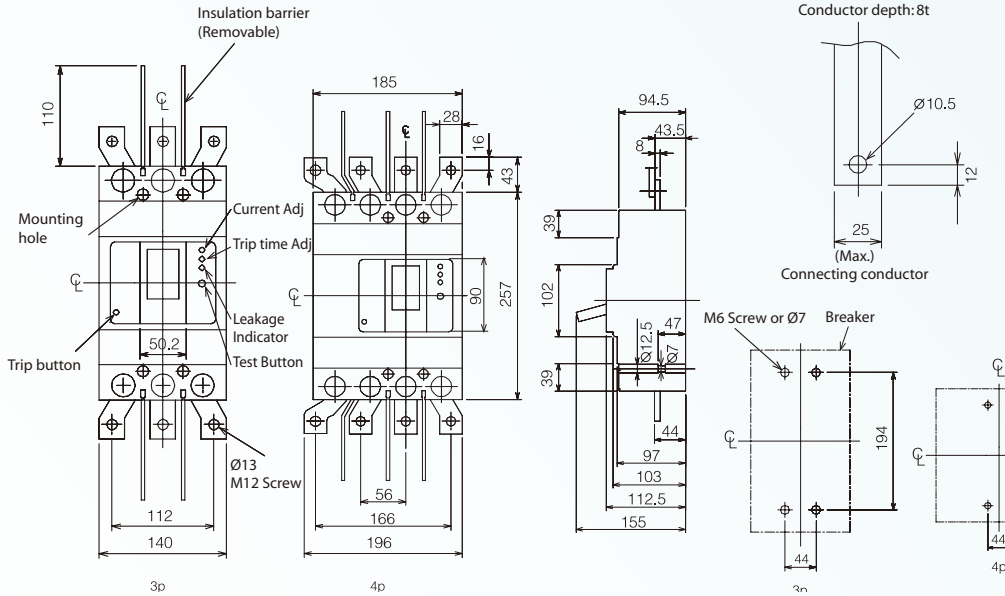 Insulation barrier
(Removable)
110
℄
Mounting
hole
Current Adj
Trip time Adj
℄
Leakage
Indicator
Test Button
Trip button
50.2
Ø13
M12 Screw
112
140
3p
185
28
℄
16
43
℄
90
257
56
166
196
4p
94.5
43.5
8
39
102
Ø12.5
47
Ø7
39
44
97
103
112.5
155
Conductor depth: 8t
Ø10.5
12
25
(Max.)
Connecting conductor
M6 Screw or Ø7
Breaker
℄
194
44
3p
℄
℄
44
4p